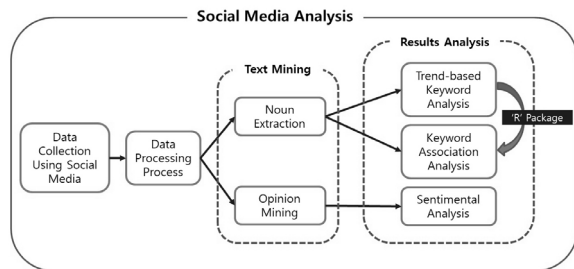 Social Media Analysis
Text Mining
Results Analysis
Data
Collection
Using Social
Media
Data
Processing
Process
Noun
Extraction
Opinion
Mining
Trend-based
Keyword
Analysis
'R' Package
Keyword
Association
Analysis
Sentimental
Analysis